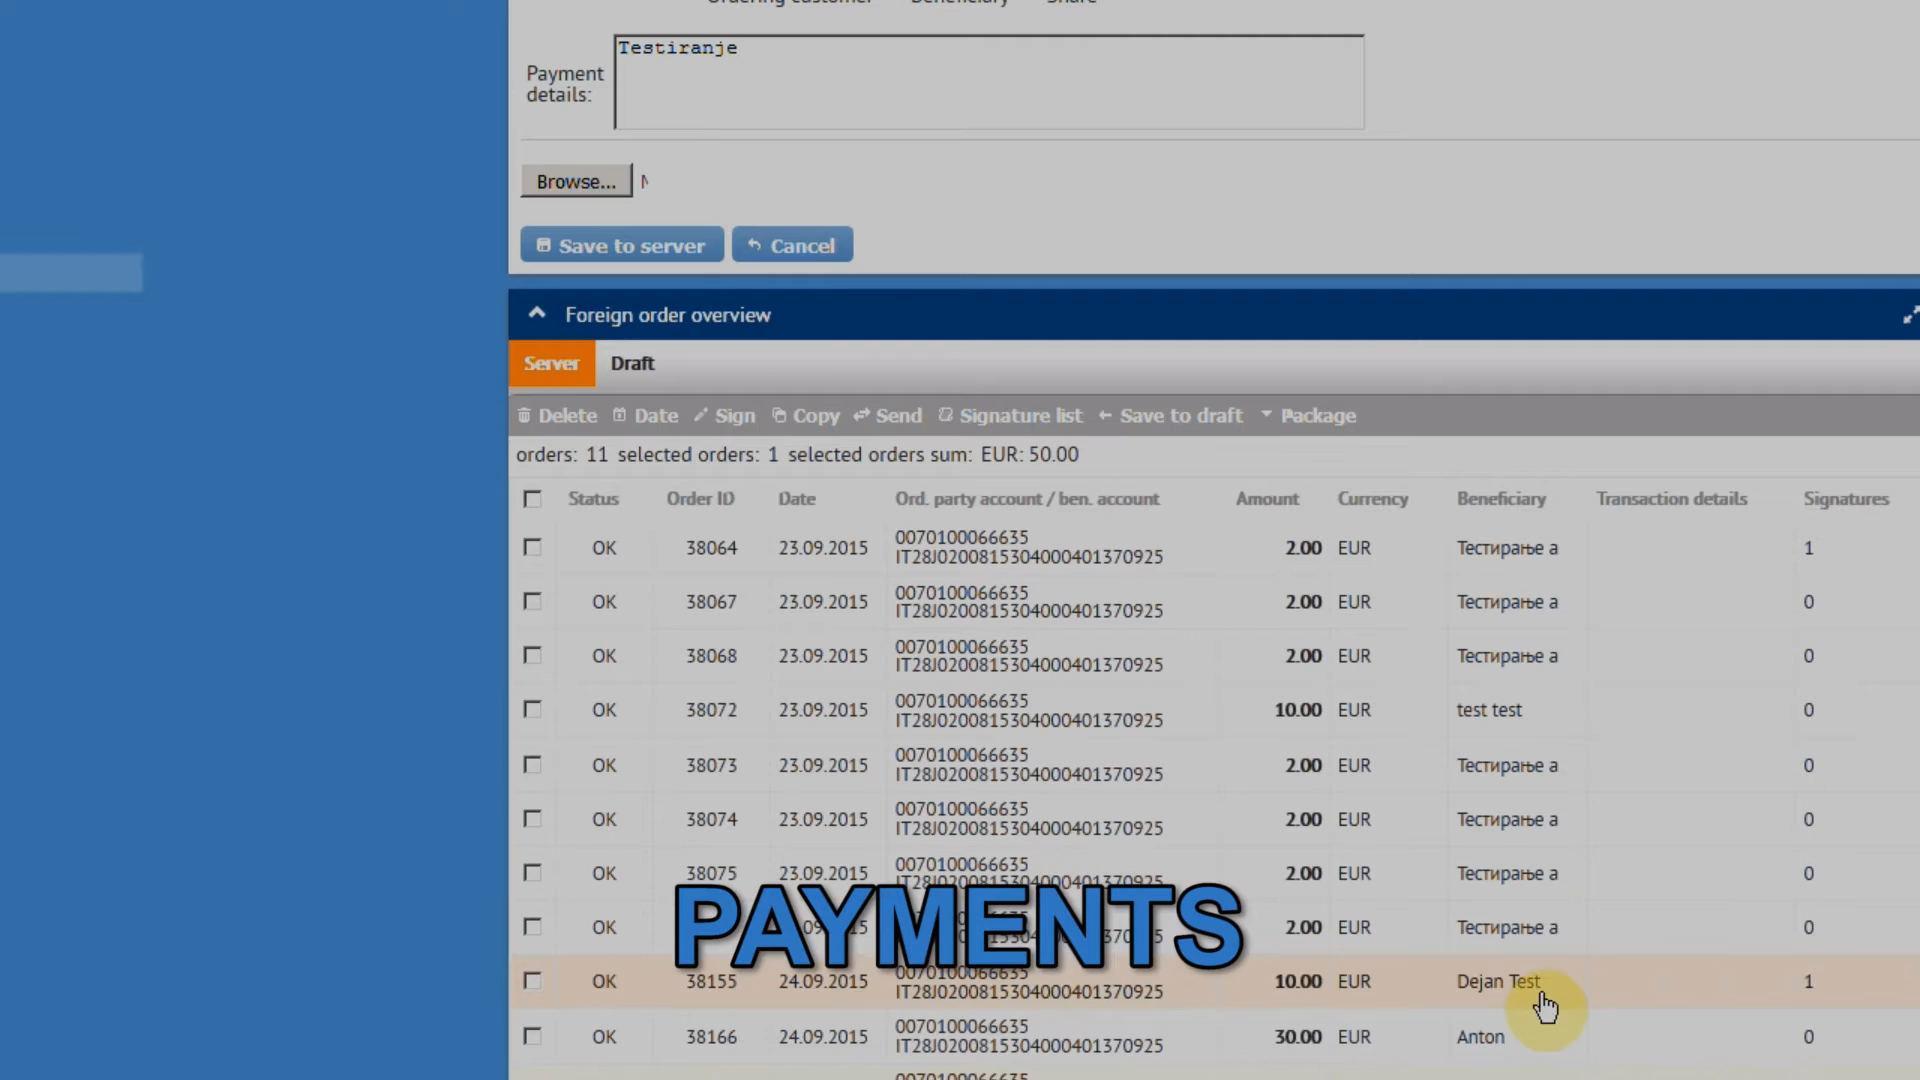 Ordering customer Beneficiary Share
Testiranje
Payment
details:
Browse...
Save to server Cancel
Foreign order overview
Server Draft
Delete Date Sign Copy Send Signature list Save to draft Package
orders: 11 selected orders: 1 selected orders sum: EUR: 50.00
Status Order ID Date Ord. party account / ben. account Amount Currency Beneficiary Transaction details Signatures
0070100066635
OK 38064 23.09.2015 2.00 EUR Тестирање а 1
IT28J0200815304000401370925
0070100066635
OK 38067 23.09.2015 2.00 EUR Тестирање а 0
IT28J0200815304000401370925
0070100066635
OK 38068 23.09.2015 2.00 EUR Тестирање а 0
IT28J0200815304000401370925
0070100066635
OK 38072 23.09.2015 10.00 EUR test test 0
IT28J0200815304000401370925
0070100066635
OK 38073 23.09.2015 2.00 EUR Тестирање а 0
IT28J0200815304000401370925
0070100066635
OK 38074 23.09.2015 2.00 EUR Тестирање а 0
IT28J0200815304000401370925
0070100066635
OK 38075 23.09.2015 2.00 EUR Тестирање а 0
IT28J0200815304000401370925
PAYMENTS
OK 2.00 EUR Тестирање а 0
0070100066635
OK 38155 24.09.2015 10.00 EUR Dejan Test 1
IT28J0200815304000401370925
0070100066635
OK 38166 24.09.2015 30.00 EUR Anton 0
IT28J0200815304000401370925